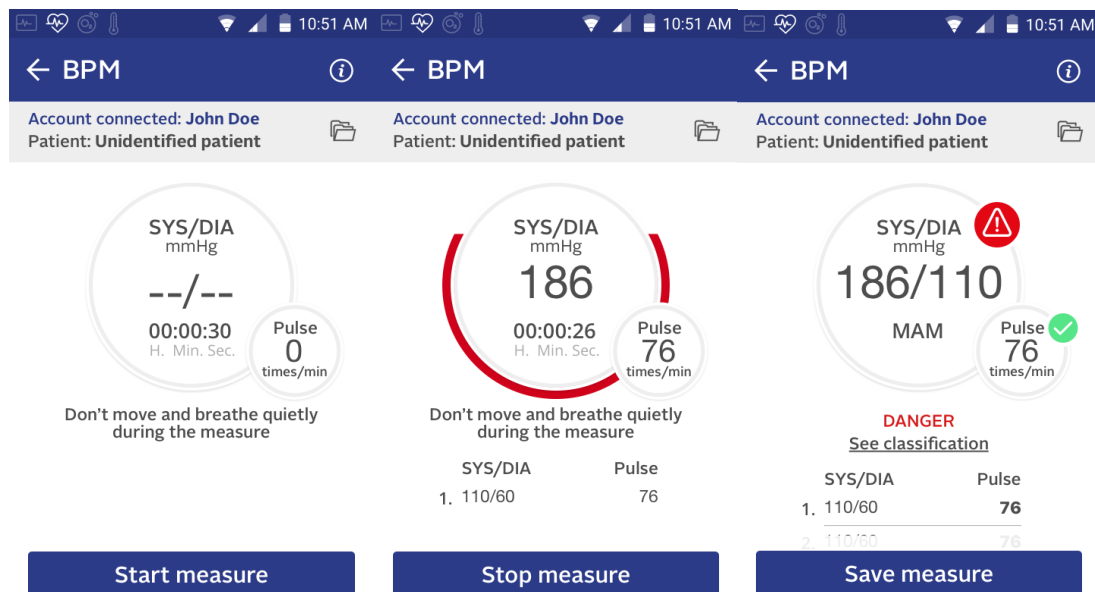 10:51 AM
BPM
Account connected: John Doe
Patient: Unidentified patient
SYS/DIA
mmHg
--/--
00:00:30
H. Min. Sec.
Pulse
0
times/min
Don't move and breathe quietly
during the measure
Start measure
10:51 AM
BPM
Account connected: John Doe
Patient: Unidentified patient
SYS/DIA
mmHg
186
00:00:26
H. Min. Sec.
Pulse
76
times/min
Don't move and breathe quietly
during the measure
SYS/DIA Pulse
1. 110/60 76
Stop measure
10:51 AM
BPM
Account connected: John Doe
Patient: Unidentified patient
SYS/DIA
mmHg
186/110
MAM
Pulse
76
times/min
DANGER
See classification
SYS/DIA Pulse
1. 110/60 76
2. 110/60 76
Save measure